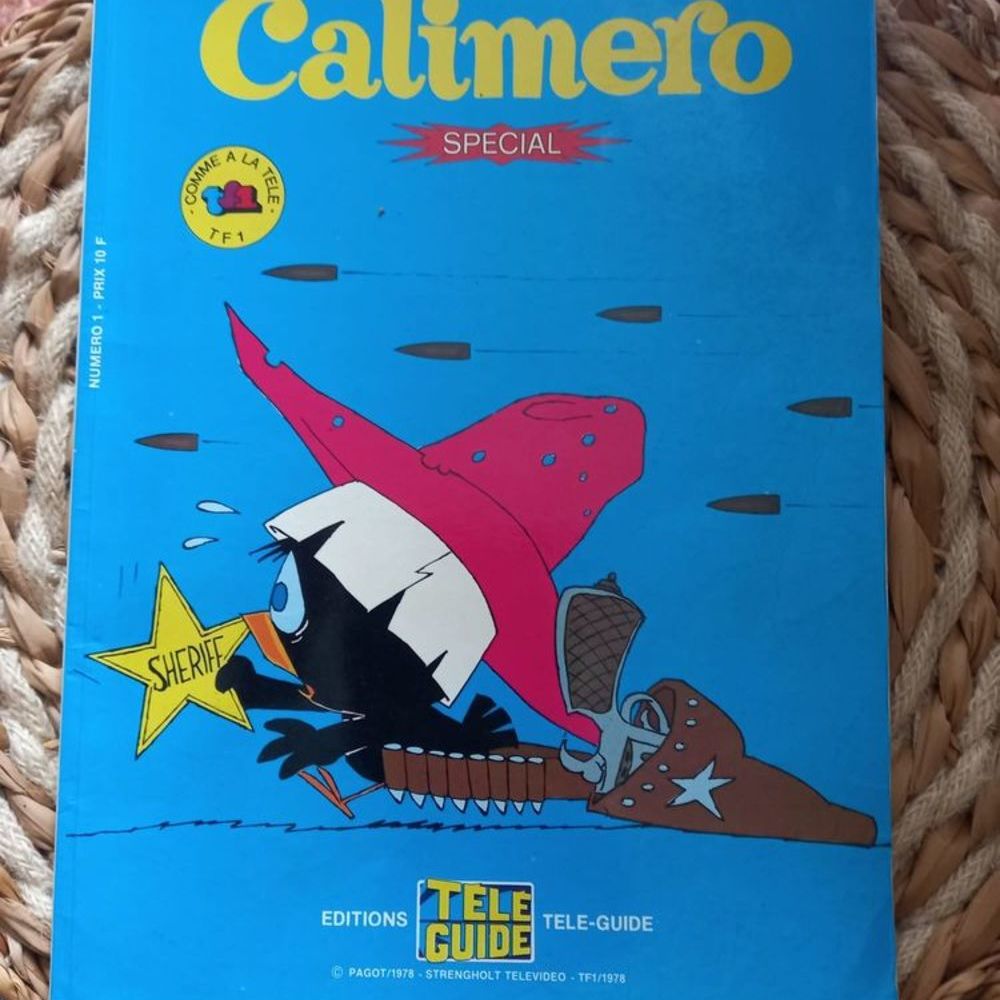 Calimero
SPECIAL
COMME A LA TELE
tf1
TF1
NUMERO 1 - PRIX 10 F
SHERIFF
EDITIONS
TÉLÉ
GUIDE
TELE-GUIDE
© PAGOT/1978 - STRENGHOLT TELEVIDEO - TF1/1978